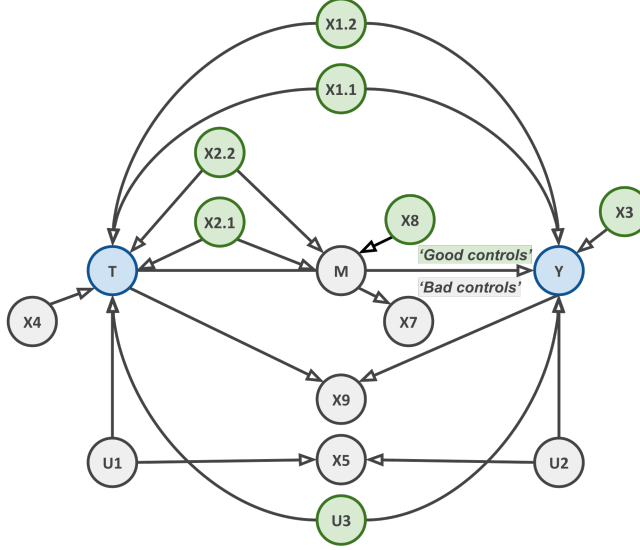 X1.2
X1.1
X2.2
X2.1
X8
X3
'Good controls'
T
M
Y
'Bad controls'
X4
X7
X9
U1
X5
U2
U3